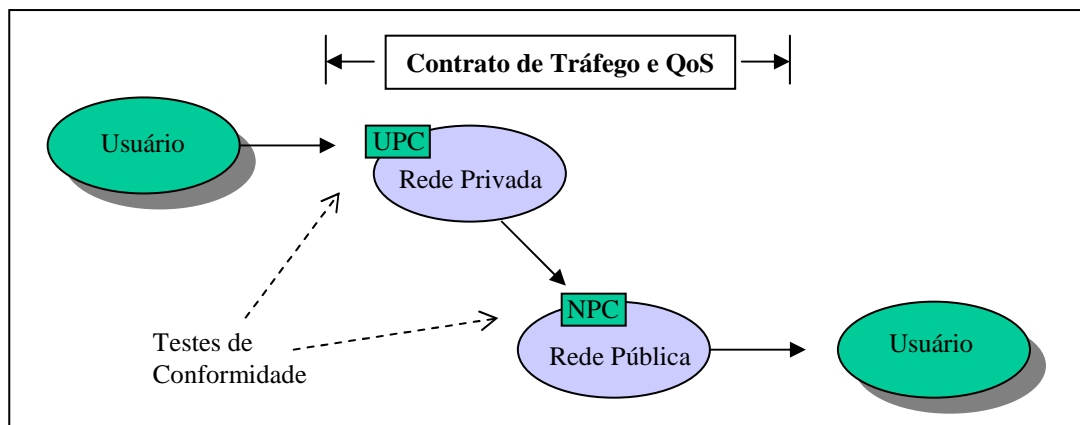 Contrato de Tráfego e QoS
Usuário
UPC
Rede Privada
NPC
Rede Pública
Usuário
Testes de
Conformidade